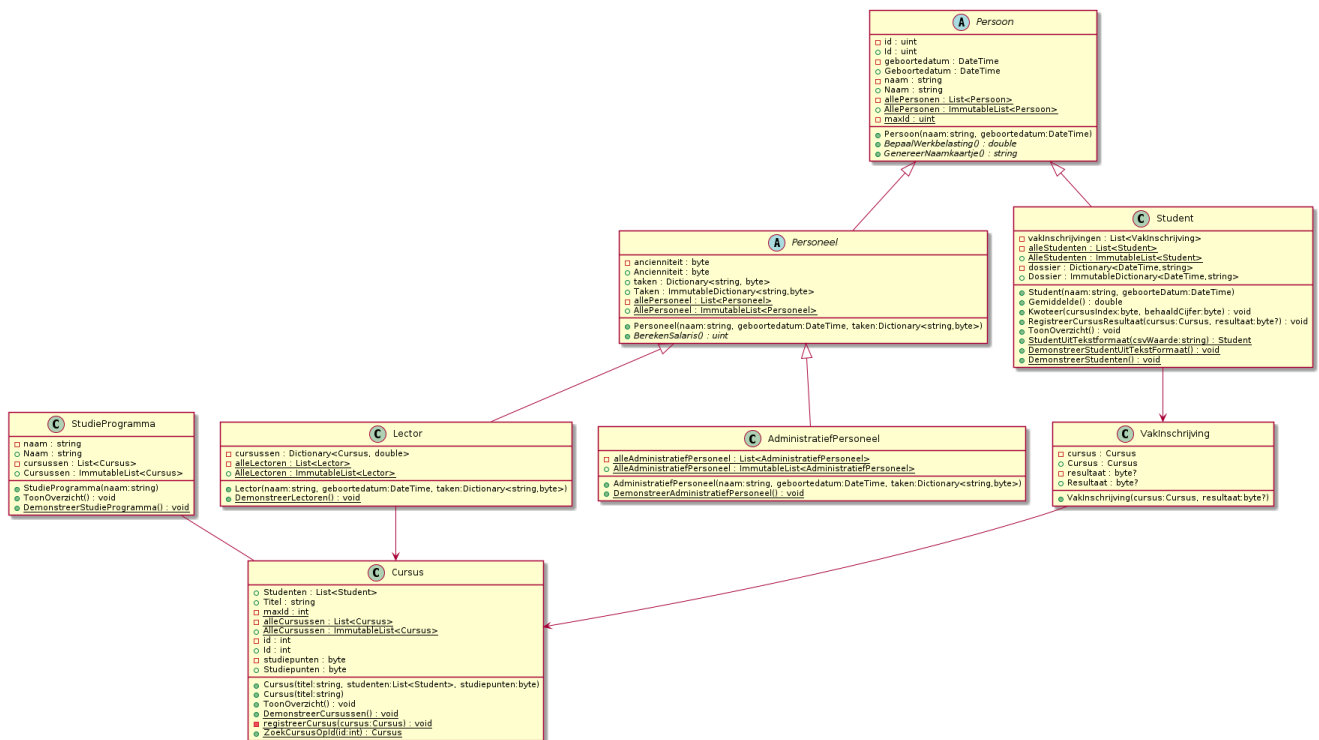 A Persoon
id : uint
Id : uint
geboortedatum : DateTime
Geboortedatum : DateTime
naam : string
Naam : string
allePersonen : List<Persoon>
AllePersonen : ImmutableList<Persoon>
maxId : uint
Persoon(naam:string, geboortedatum:DateTime)
BepaalWerkbelasting() : double
GenereerNaamkaartje() : string
A Personeel
ancienniteit : byte
Ancienniteit : byte
taken : Dictionary<string, byte>
Taken : ImmutableDictionary<string,byte>
allePersoneel : List<Personeel>
AllePersoneel : ImmutableList<Personeel>
Personeel(naam:string, geboortedatum:DateTime, taken:Dictionary<string,byte>)
BerekenSalaris() : uint
C Student
vakInschrijvingen : List<VakInschrijving>
alleStudenten : List<Student>
AlleStudenten : ImmutableList<Student>
dossier : Dictionary<DateTime,string>
Dossier : ImmutableDictionary<DateTime,string>
Student(naam:string, geboorteDatum:DateTime)
Gemiddelde() : double
Kwoteer(cursusIndex:byte, behaaldCijfer:byte) : void
RegistreerCursusResultaat(cursus:Cursus, resultaat:byte?) : void
ToonOverzicht() : void
StudentUitTekstformaat(csvWaarde:string) : Student
DemonstreerStudentUitTekstFormaat() : void
DemonstreerStudenten() : void
C StudieProgramma
naam : string
Naam : string
cursussen : List<Cursus>
Cursussen : ImmutableList<Cursus>
StudieProgramma(naam:string)
ToonOverzicht() : void
DemonstreerStudieProgramma() : void
C Lector
cursussen : Dictionary<Cursus, double>
alleLectoren : List<Lector>
AlleLectoren : ImmutableList<Lector>
Lector(naam:string, geboortedatum:DateTime, taken:Dictionary<string,byte>)
DemonstreerLectoren() : void
C AdministratiefPersoneel
alleAdministratiefPersoneel : List<AdministratiefPersoneel>
AlleAdministratiefPersoneel : ImmutableList<AdministratiefPersoneel>
AdministratiefPersoneel(naam:string, geboortedatum:DateTime, taken:Dictionary<string,byte>)
DemonstreerAdministratiefPersoneel() : void
C VakInschrijving
cursus : Cursus
Cursus : Cursus
resultaat : byte?
Resultaat : byte?
VakInschrijving(cursus:Cursus, resultaat:byte?)
C Cursus
Studenten : List<Student>
Titel : string
maxId : int
alleCursussen : List<Cursus>
AlleCursussen : ImmutableList<Cursus>
id : int
Id : int
studiepunten : byte
Studiepunten : byte
Cursus(titel:string, studenten:List<Student>, studiepunten:byte)
Cursus(titel:string)
ToonOverzicht() : void
DemonstreerCursussen() : void
registreerCursus(cursus:Cursus) : void
ZoekCursusOpId(id:int) : Cursus